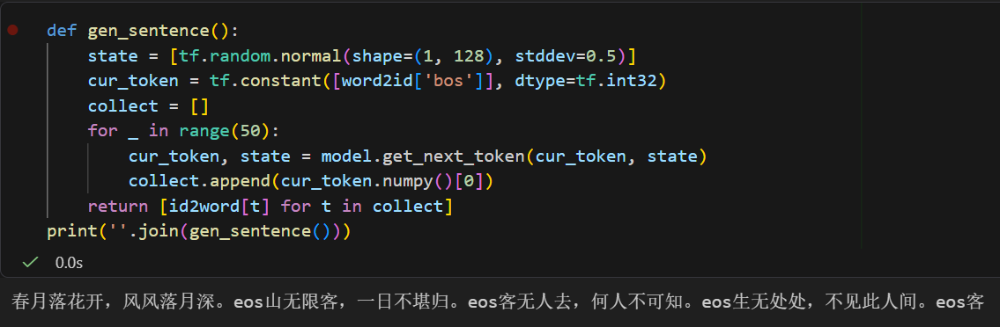 def gen_sentence():
    state = [tf.random.normal(shape=(1, 128), stddev=0.5)]
    cur_token = tf.constant([word2id['bos']], dtype=tf.int32)
    collect = []
    for _ in range(50):
        cur_token, state = model.get_next_token(cur_token, state)
        collect.append(cur_token.numpy()[0])
    return [id2word[t] for t in collect]
print(''.join(gen_sentence()))
0.0s
春月落花开，风风落月深。eos山无限客，一日不堪归。eos客无人去，何人不可知。eos生无处处，不见此人间。eos客